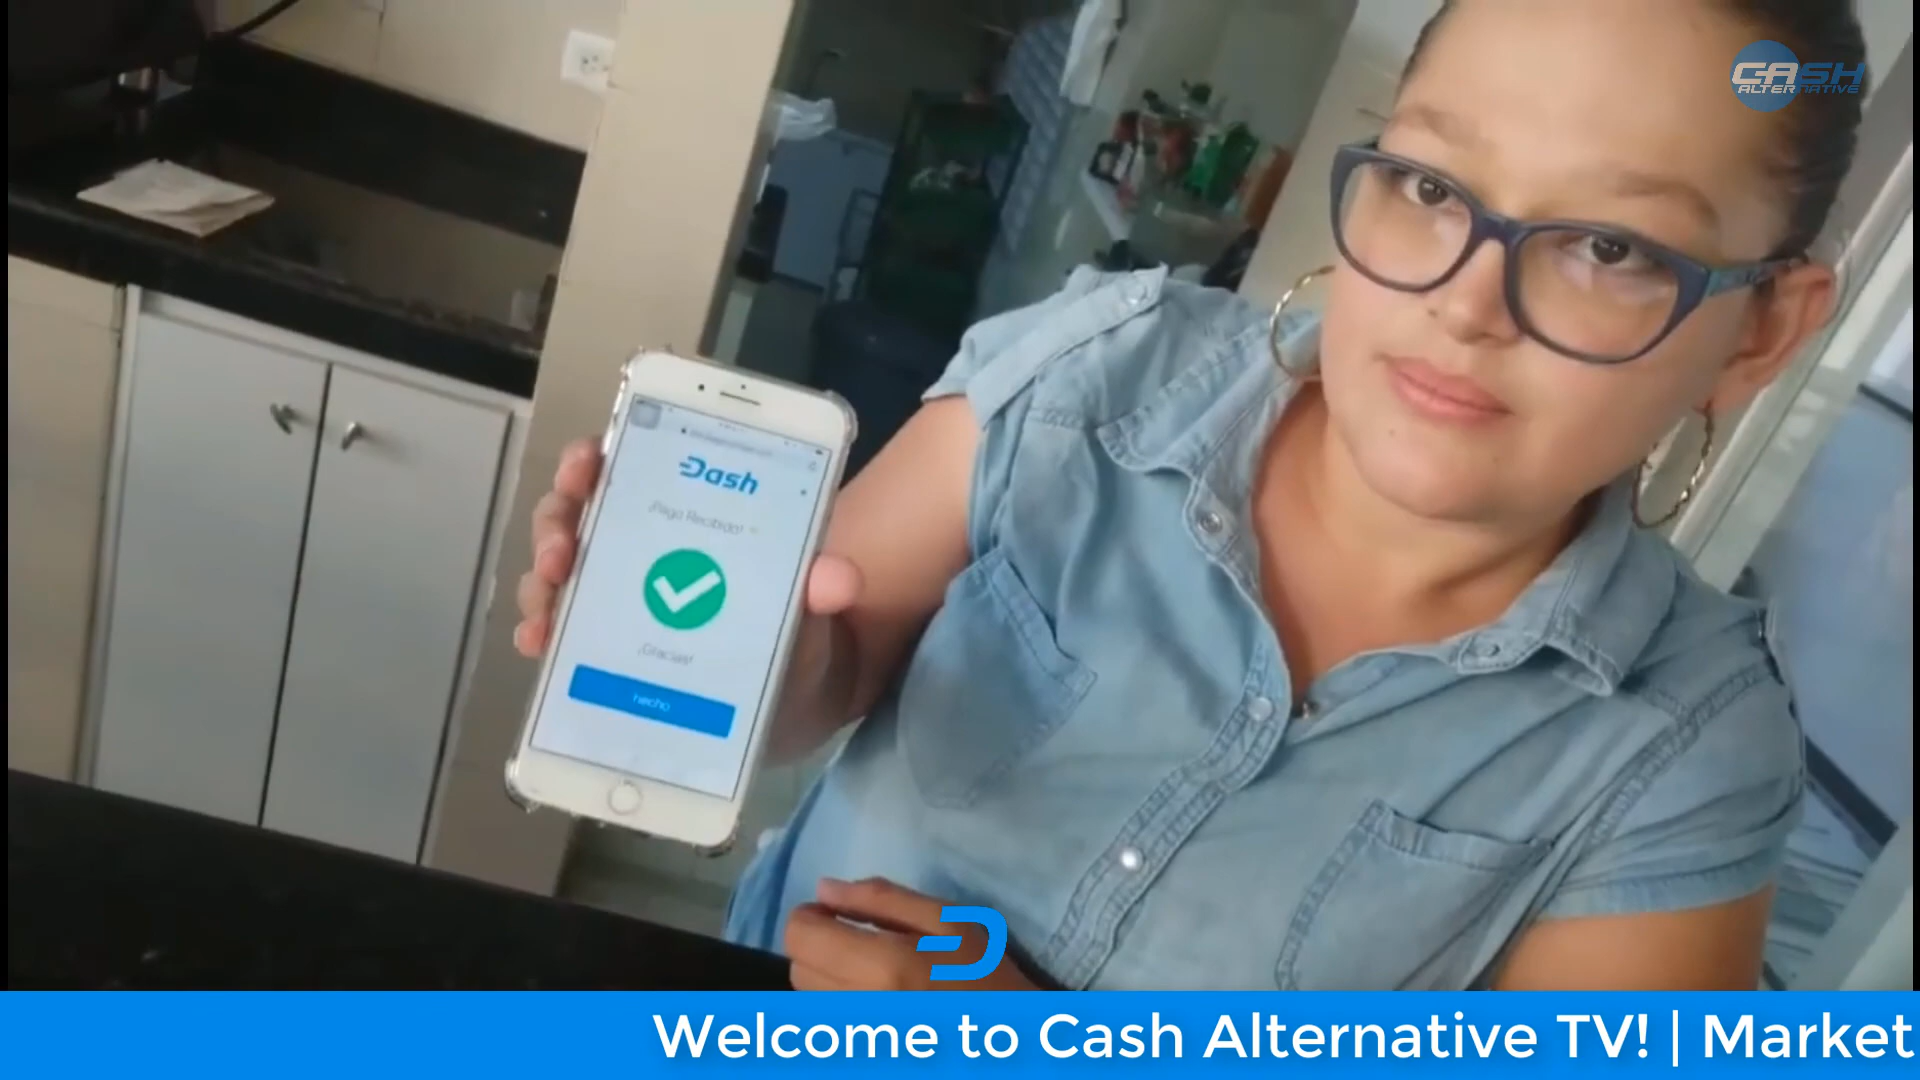 CASH
ALTERNATIVE
Dash
¡Pago Recibido!
¡Gracias!
hecho
Welcome to Cash Alternative TV! | Market